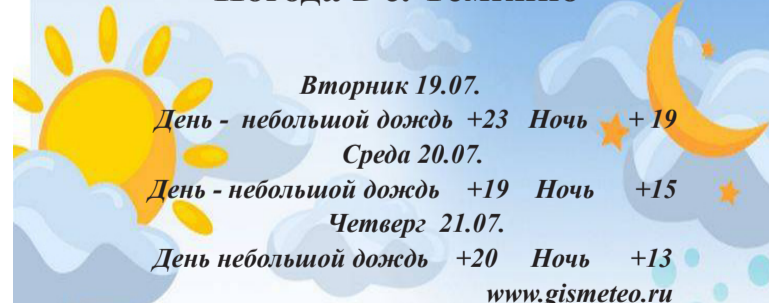 Вторник 19.07.
День - небольшой дождь +23 Ночь + 19
Среда 20.07.
День - небольшой дождь +19 Ночь +15
Четверг 21.07.
День небольшой дождь +20 Ночь +13
www.gismeteo.ru